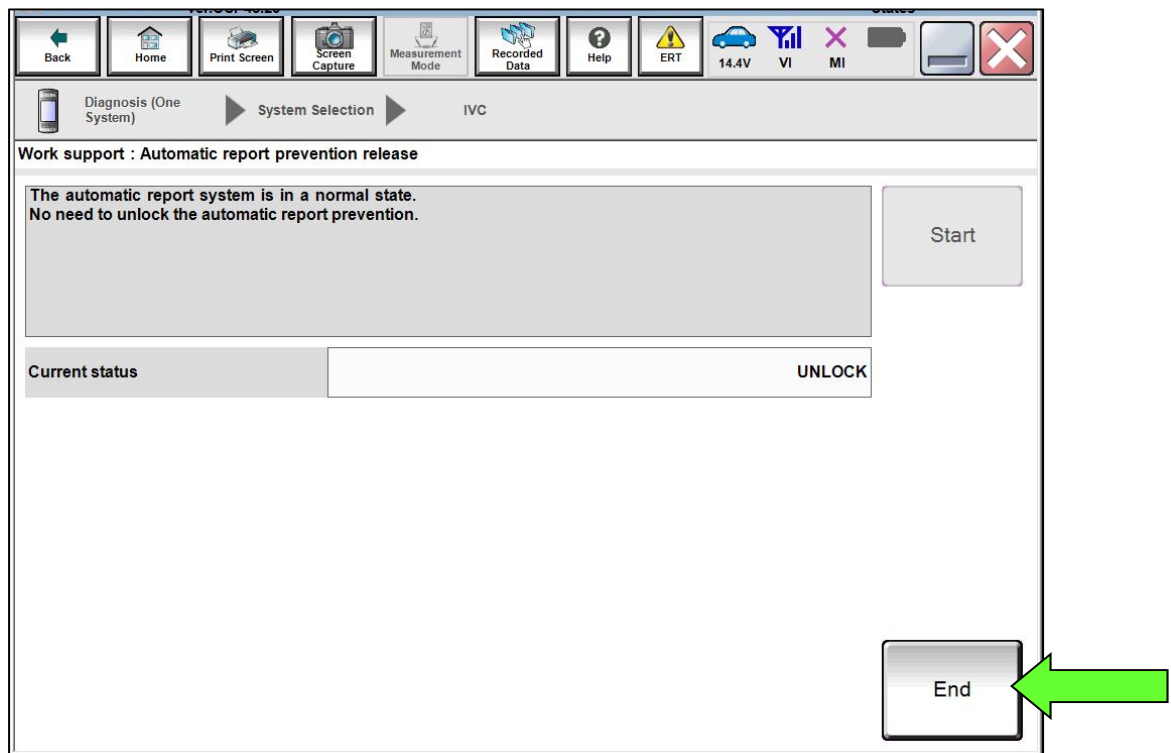 Back
Home
Print Screen
Screen
Capture
Measurement
Mode
Recorded
Data
Help
ERT
14.4V
VI
MI
Diagnosis (One
System)
System Selection
IVC
Work support : Automatic report prevention release
The automatic report system is in a normal state.
No need to unlock the automatic report prevention.
Start
Current status
UNLOCK
End